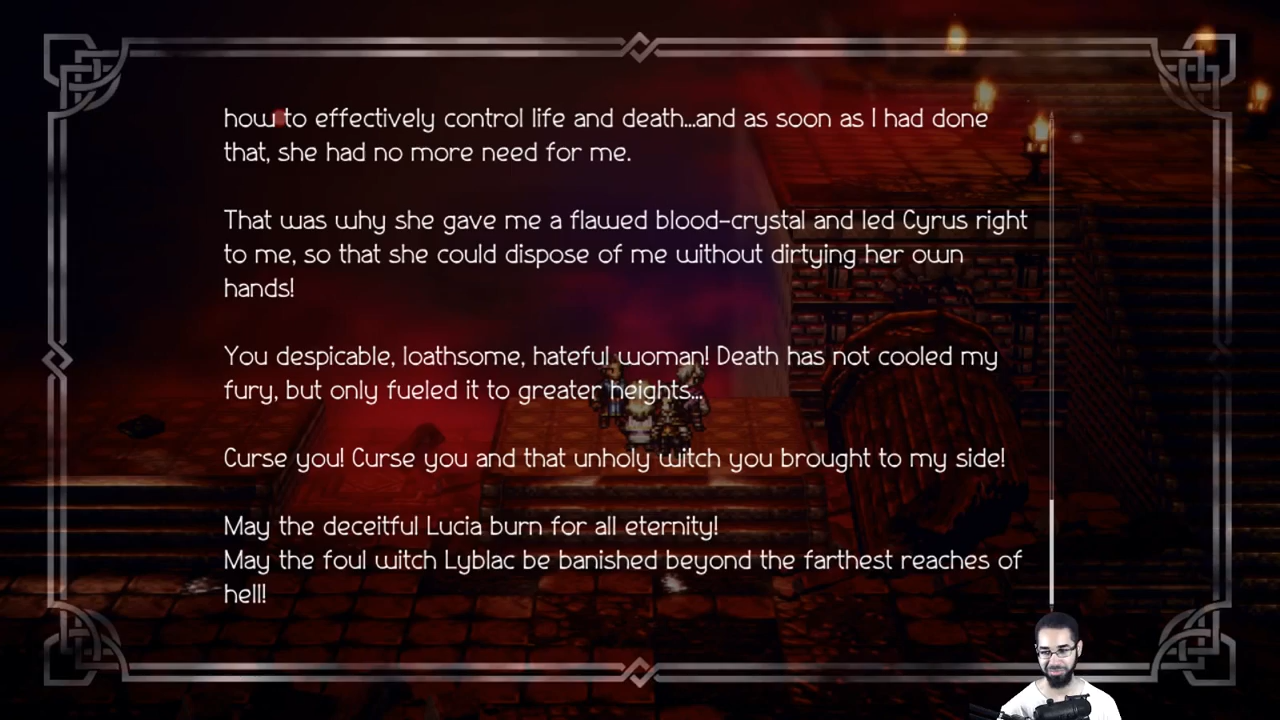 how to effectively control life and death...and as soon as I had done
that, she had no more need for me.
That was why she gave me a flawed blood-crystal and led Cyrus right
to me, so that she could dispose of me without dirtying her own
hands!
You despicable, loathsome, hateful woman! Death has not cooled my
fury, but only fueled it to greater heights...
Curse you! Curse you and that unholy witch you brought to my side!
May the deceitful Lucia burn for all eternity!
May the foul witch Lyblac be banished beyond the farthest reaches of
hell!